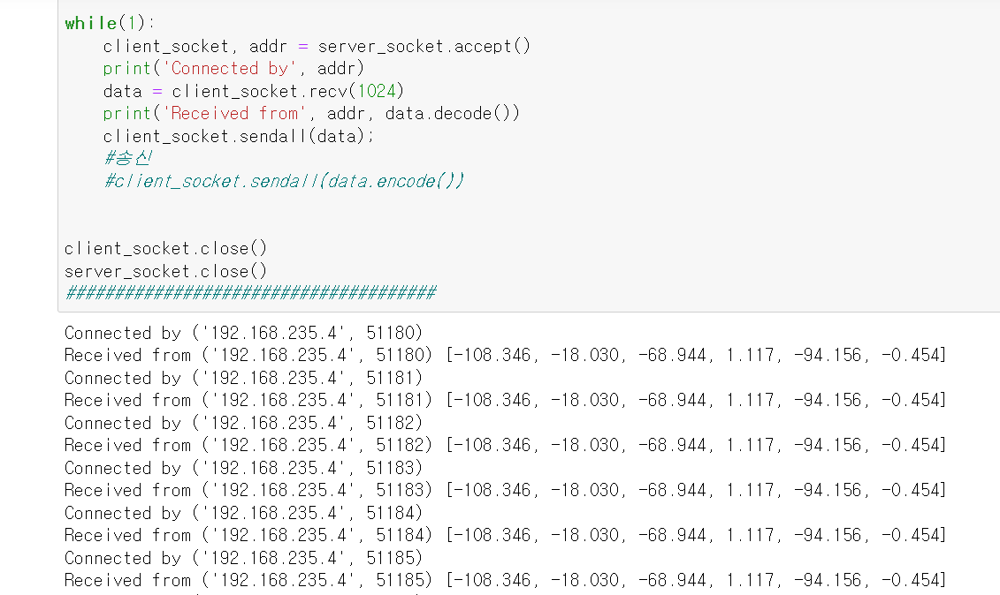 while(1):
client_socket, addr = server_socket.accept()
print('Connected by', addr)
data = client_socket.recv(1024)
print('Received from', addr, data.decode())
client_socket.sendall(data);
#송신
#client_socket.sendall(data.encode())
client_socket.close()
server_socket.close()
######################################
Connected by ('192.168.235.4', 51180)
Received from ('192.168.235.4', 51180) [-108.346, -18.030, -68.944, 1.117, -94.156, -0.454]
Connected by ('192.168.235.4', 51181)
Received from ('192.168.235.4', 51181) [-108.346, -18.030, -68.944, 1.117, -94.156, -0.454]
Connected by ('192.168.235.4', 51182)
Received from ('192.168.235.4', 51182) [-108.346, -18.030, -68.944, 1.117, -94.156, -0.454]
Connected by ('192.168.235.4', 51183)
Received from ('192.168.235.4', 51183) [-108.346, -18.030, -68.944, 1.117, -94.156, -0.454]
Connected by ('192.168.235.4', 51184)
Received from ('192.168.235.4', 51184) [-108.346, -18.030, -68.944, 1.117, -94.156, -0.454]
Connected by ('192.168.235.4', 51185)
Received from ('192.168.235.4', 51185) [-108.346, -18.030, -68.944, 1.117, -94.156, -0.454]